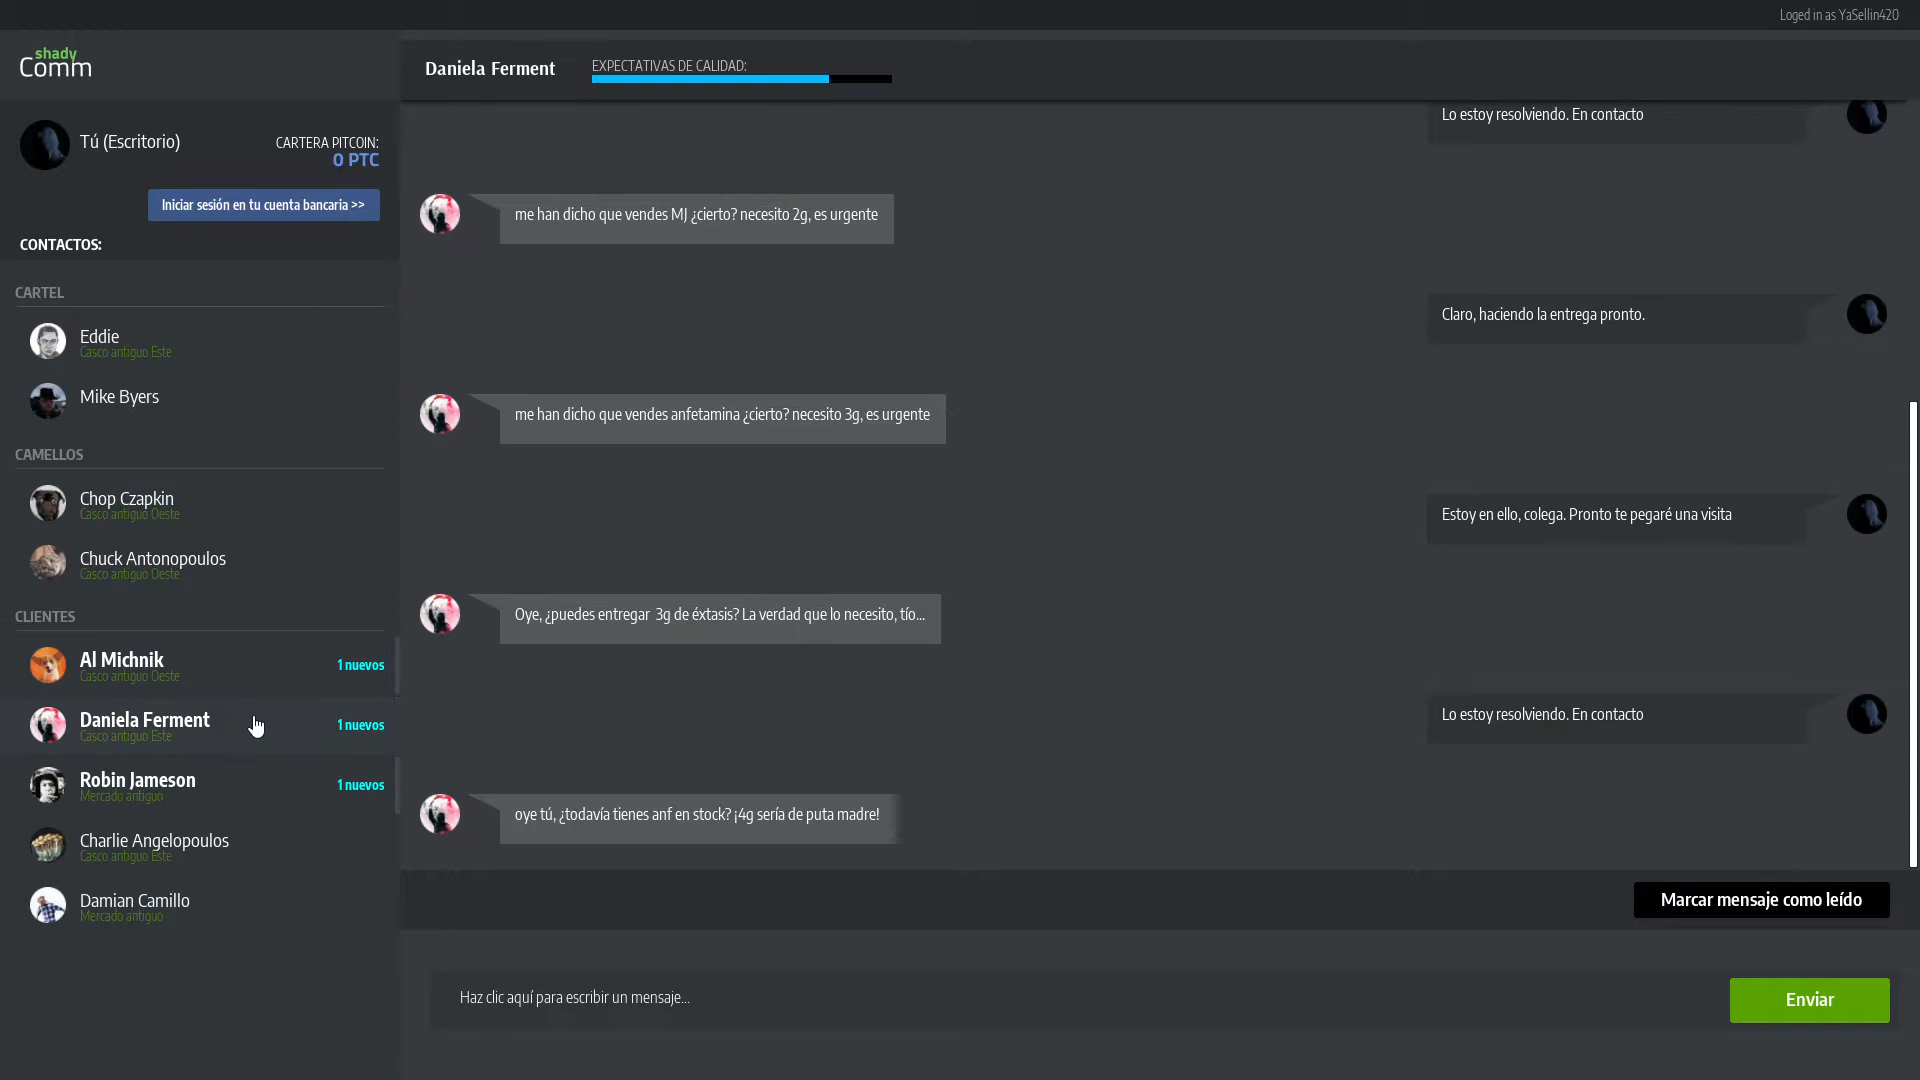 Loged in as YaSellin420
shady
Comm
Tú (Escritorio)
CARTERA PITCOIN:
0 PTC
Iniciar sesión en tu cuenta bancaria >>
CONTACTOS:
CARTEL
Eddie
Casco antiguo Este
Mike Byers
CAMELLOS
Chop Czapkin
Casco antiguo Oeste
Chuck Antonopoulos
Casco antiguo Oeste
CLIENTES
Al Michnik
Casco antiguo Oeste
1 nuevos
Daniela Ferment
Casco antiguo Este
1 nuevos
Robin Jameson
Mercado antiguo
1 nuevos
Charlie Angelopoulos
Casco antiguo Este
Damian Camillo
Mercado antiguo
Daniela Ferment
EXPECTATIVAS DE CALIDAD:
Lo estoy resolviendo. En contacto
me han dicho que vendes MJ ¿cierto? necesito 2g, es urgente
Claro, haciendo la entrega pronto.
me han dicho que vendes anfetamina ¿cierto? necesito 3g, es urgente
Estoy en ello, colega. Pronto te pegaré una visita
Oye, ¿puedes entregar 3g de éxtasis? La verdad que lo necesito, tío...
Lo estoy resolviendo. En contacto
oye tú, ¿todavía tienes anf en stock? ¡4g sería de puta madre!
Marcar mensaje como leído
Haz clic aquí para escribir un mensaje...
Enviar